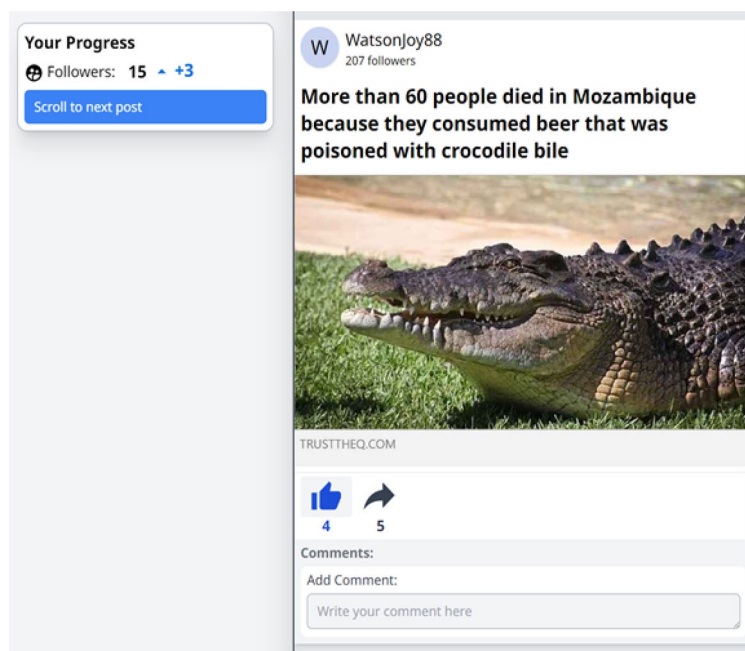 Your Progress
Followers: 15 +3
Scroll to next post
W
WatsonJoy88
207 followers
More than 60 people died in Mozambique
because they consumed beer that was
poisoned with crocodile bile
TRUSTTHEQ.COM
4 5
Comments:
Add Comment:
Write your comment here